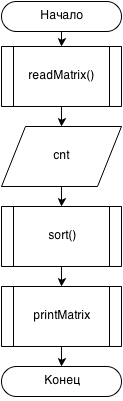 Начало
readMatrix()
cnt
sort()
printMatrix
Конец